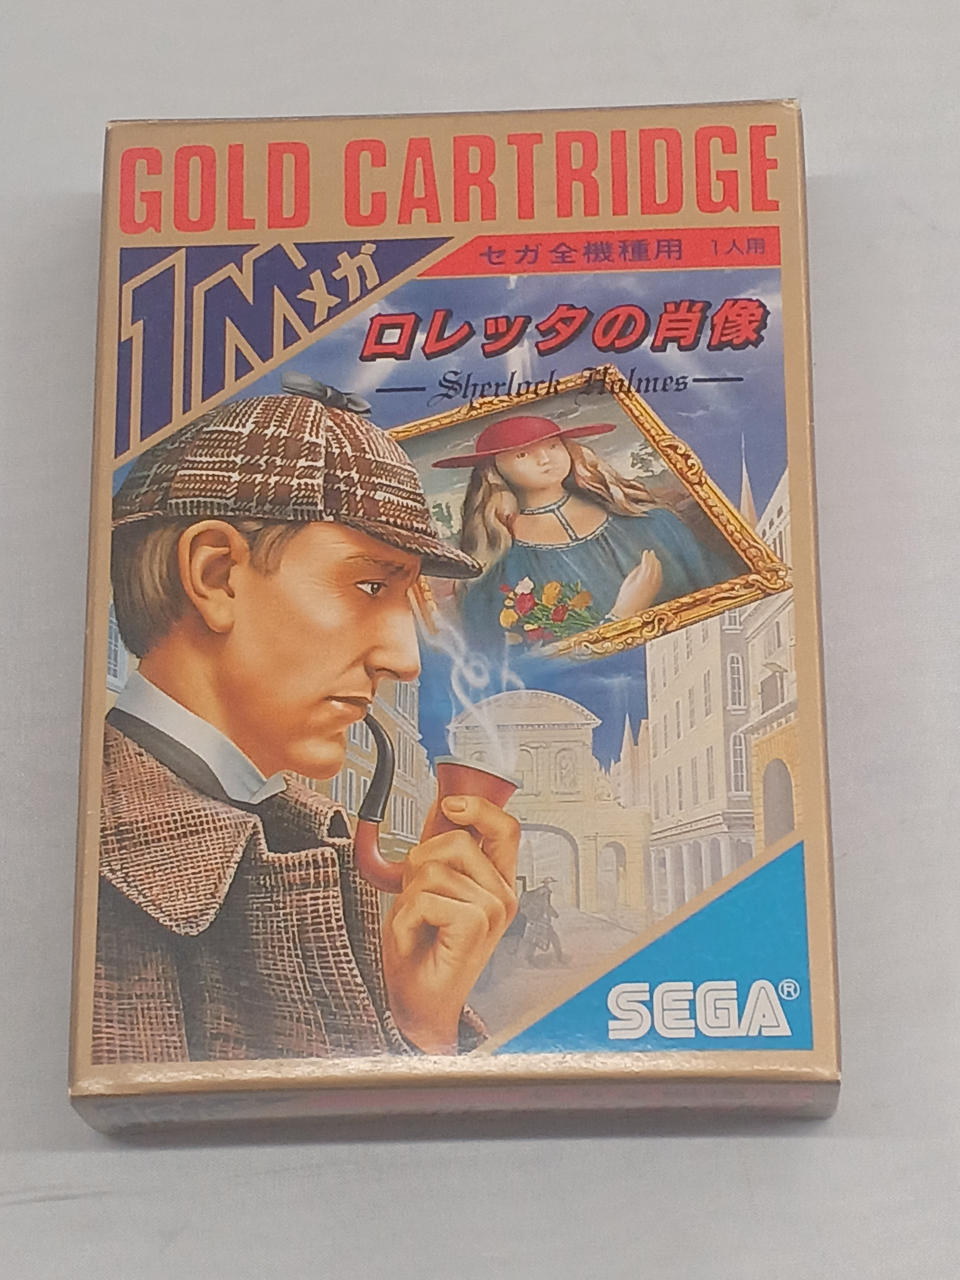 GOLD CARTRIDGE
1Mメガ
セガ全機種用 1人用
ロレッタの肖像
Sherlock Holmes
SEGA®